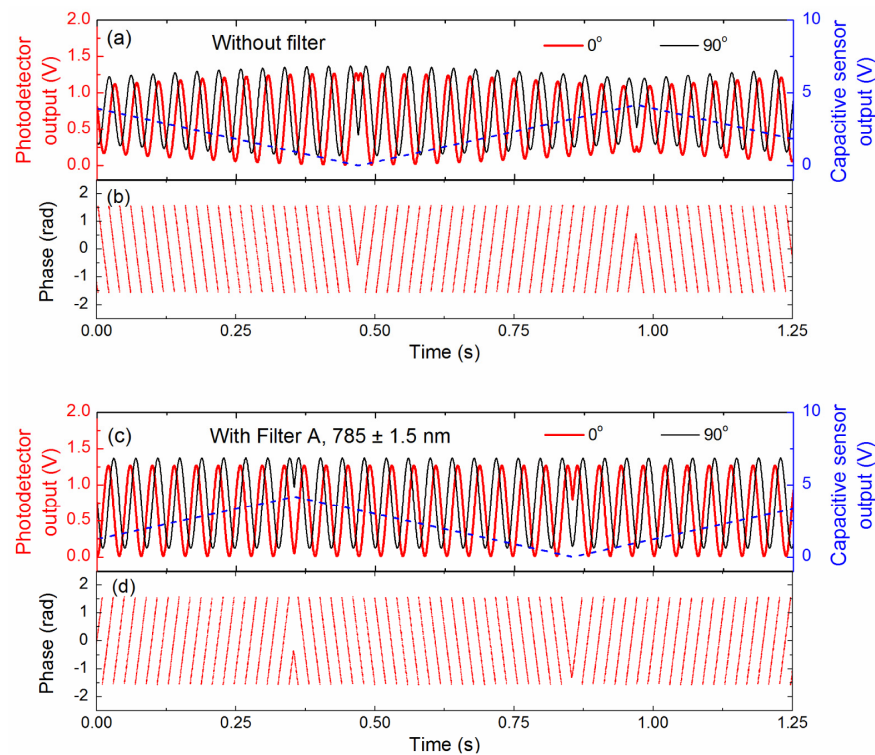 (a) Without filter 0° 90°
Photodetector output (V)
2.0
1.5
1.0
0.5
0.0
Capacitive sensor output (V)
10
5
0
(b)
Phase (rad)
2
1
0
-1
-2
0.00 0.25 0.50 0.75 1.00 1.25
Time (s)
(c) With Filter A, 785 ± 1.5 nm 0° 90°
Photodetector output (V)
2.0
1.5
1.0
0.5
0.0
Capacitive sensor output (V)
10
5
0
(d)
Phase (rad)
2
1
0
-1
-2
0.00 0.25 0.50 0.75 1.00 1.25
Time (s)